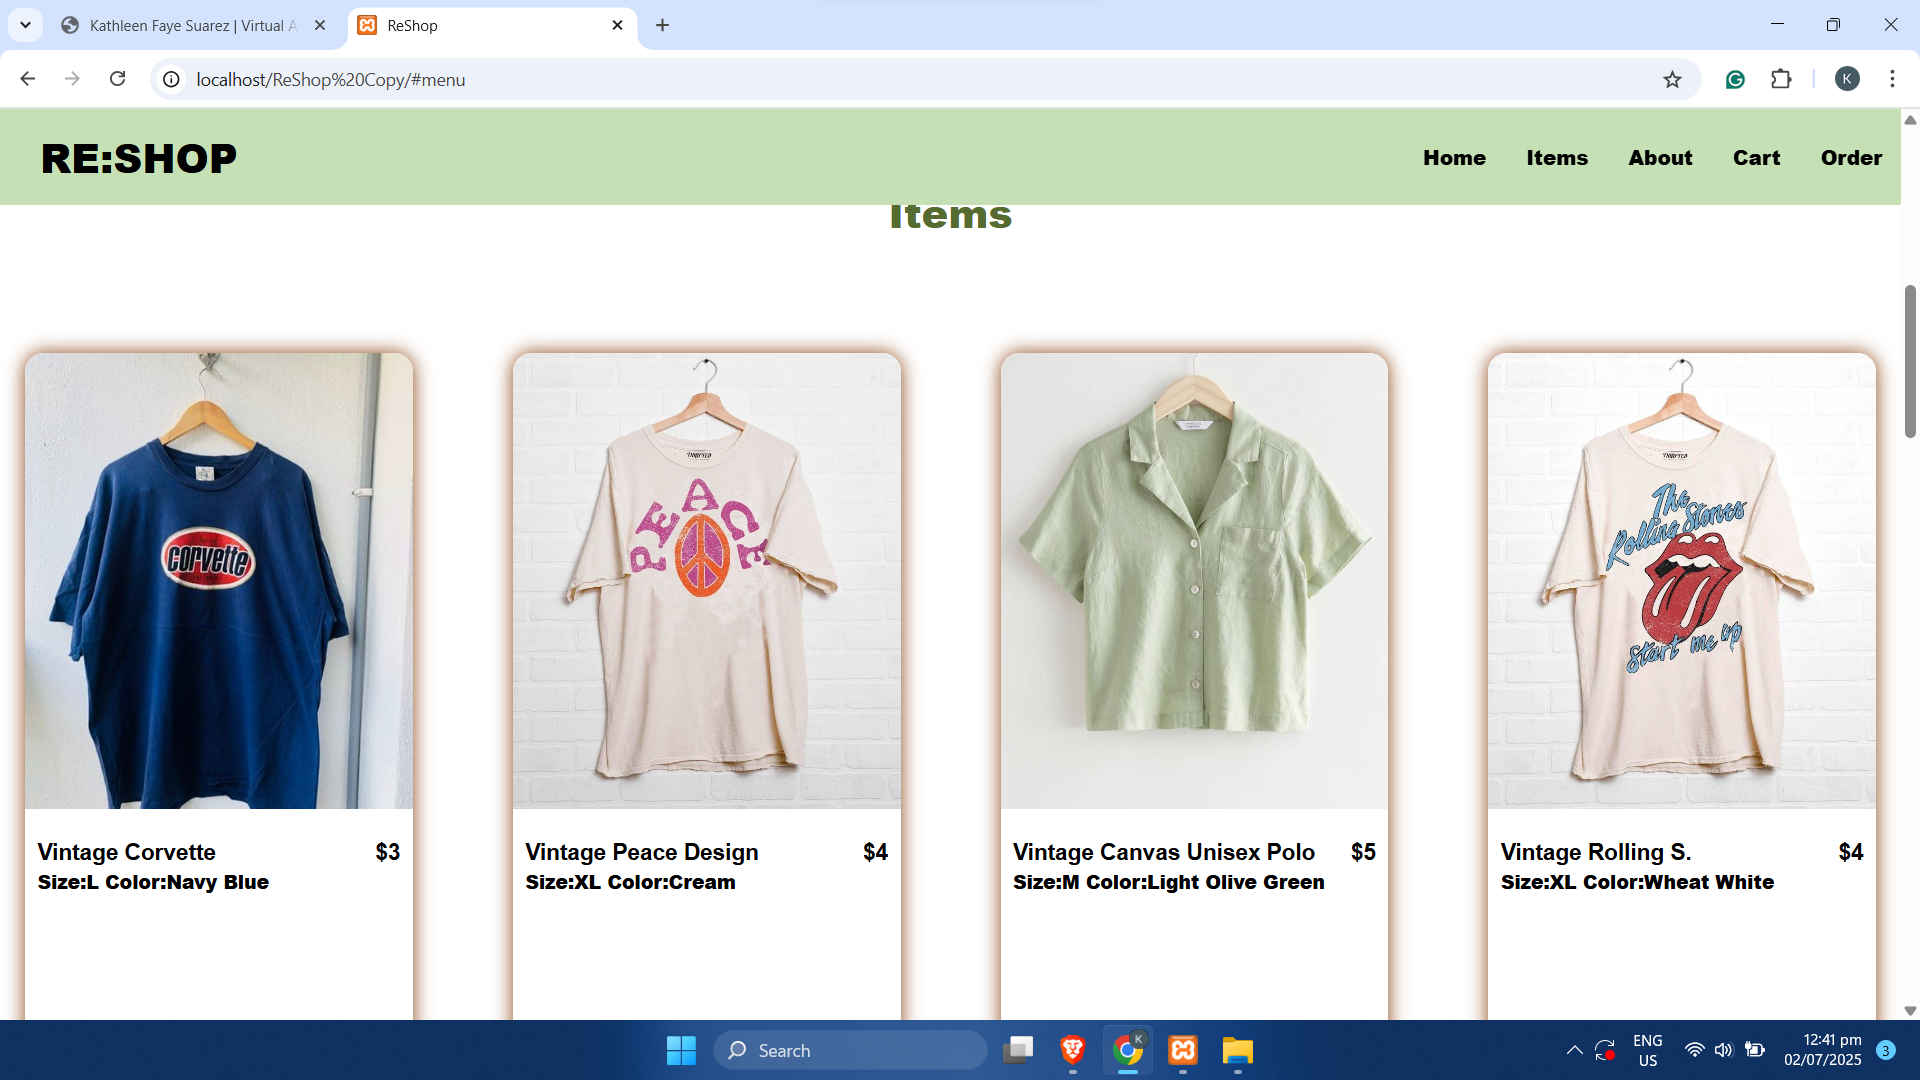 Kathleen Faye Suarez | Virtual A
ReShop
localhost/ReShop%20Copy/#menu
K
RE:SHOP
Home Items About Cart Order
Items
corvette
PEACE
THRIFTED
The
Rolling Stones
Start me up
Vintage Corvette $3
Size:L Color:Navy Blue
Vintage Peace Design $4
Size:XL Color:Cream
Vintage Canvas Unisex Polo $5
Size:M Color:Light Olive Green
Vintage Rolling S. $4
Size:XL Color:Wheat White
Search
K
ENG
US
12:41 pm
02/07/2025
3